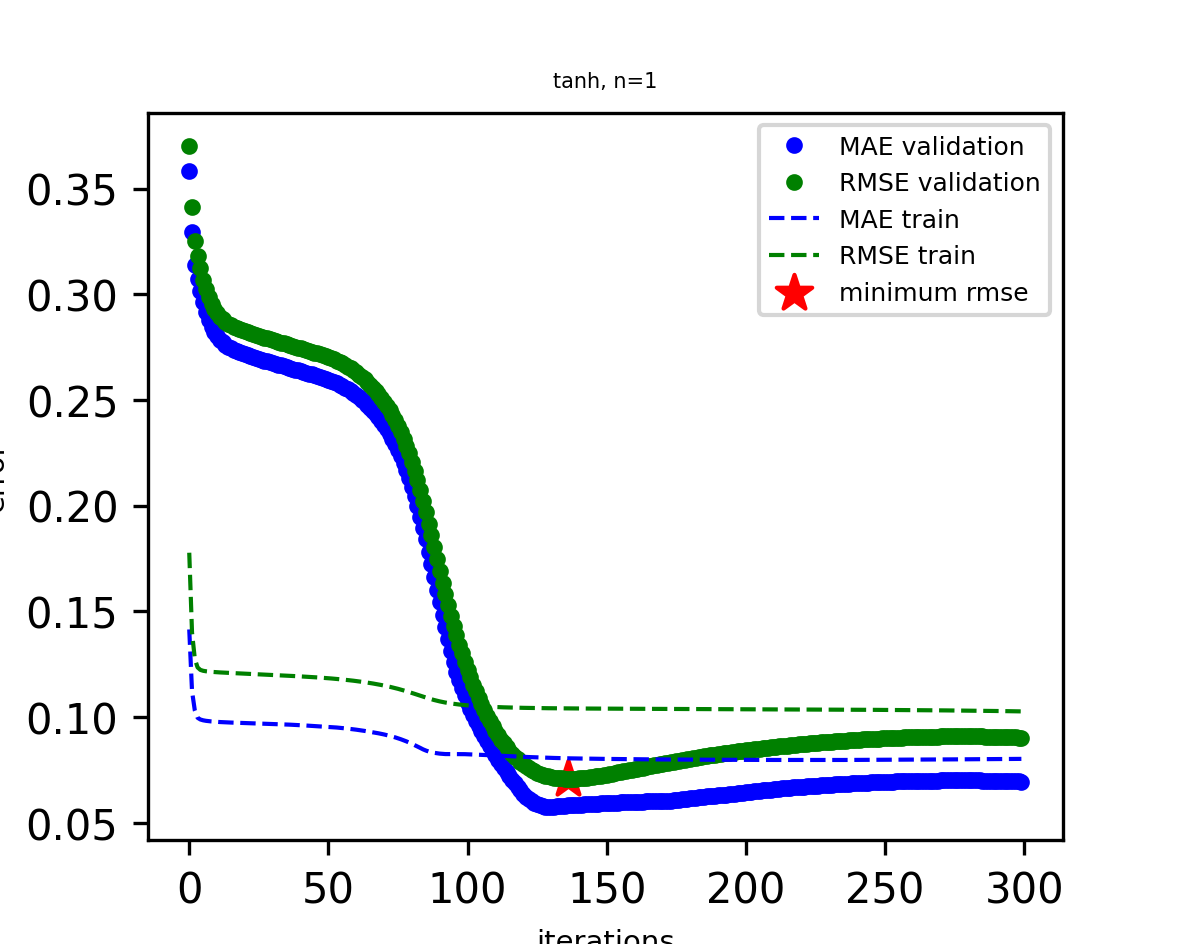 tanh, n=1
MAE validation
RMSE validation
MAE train
RMSE train
minimum rmse
0.35
0.30
0.25
0.20
0.15
0.10
0.05
0 50 100 150 200 250 300
iterations